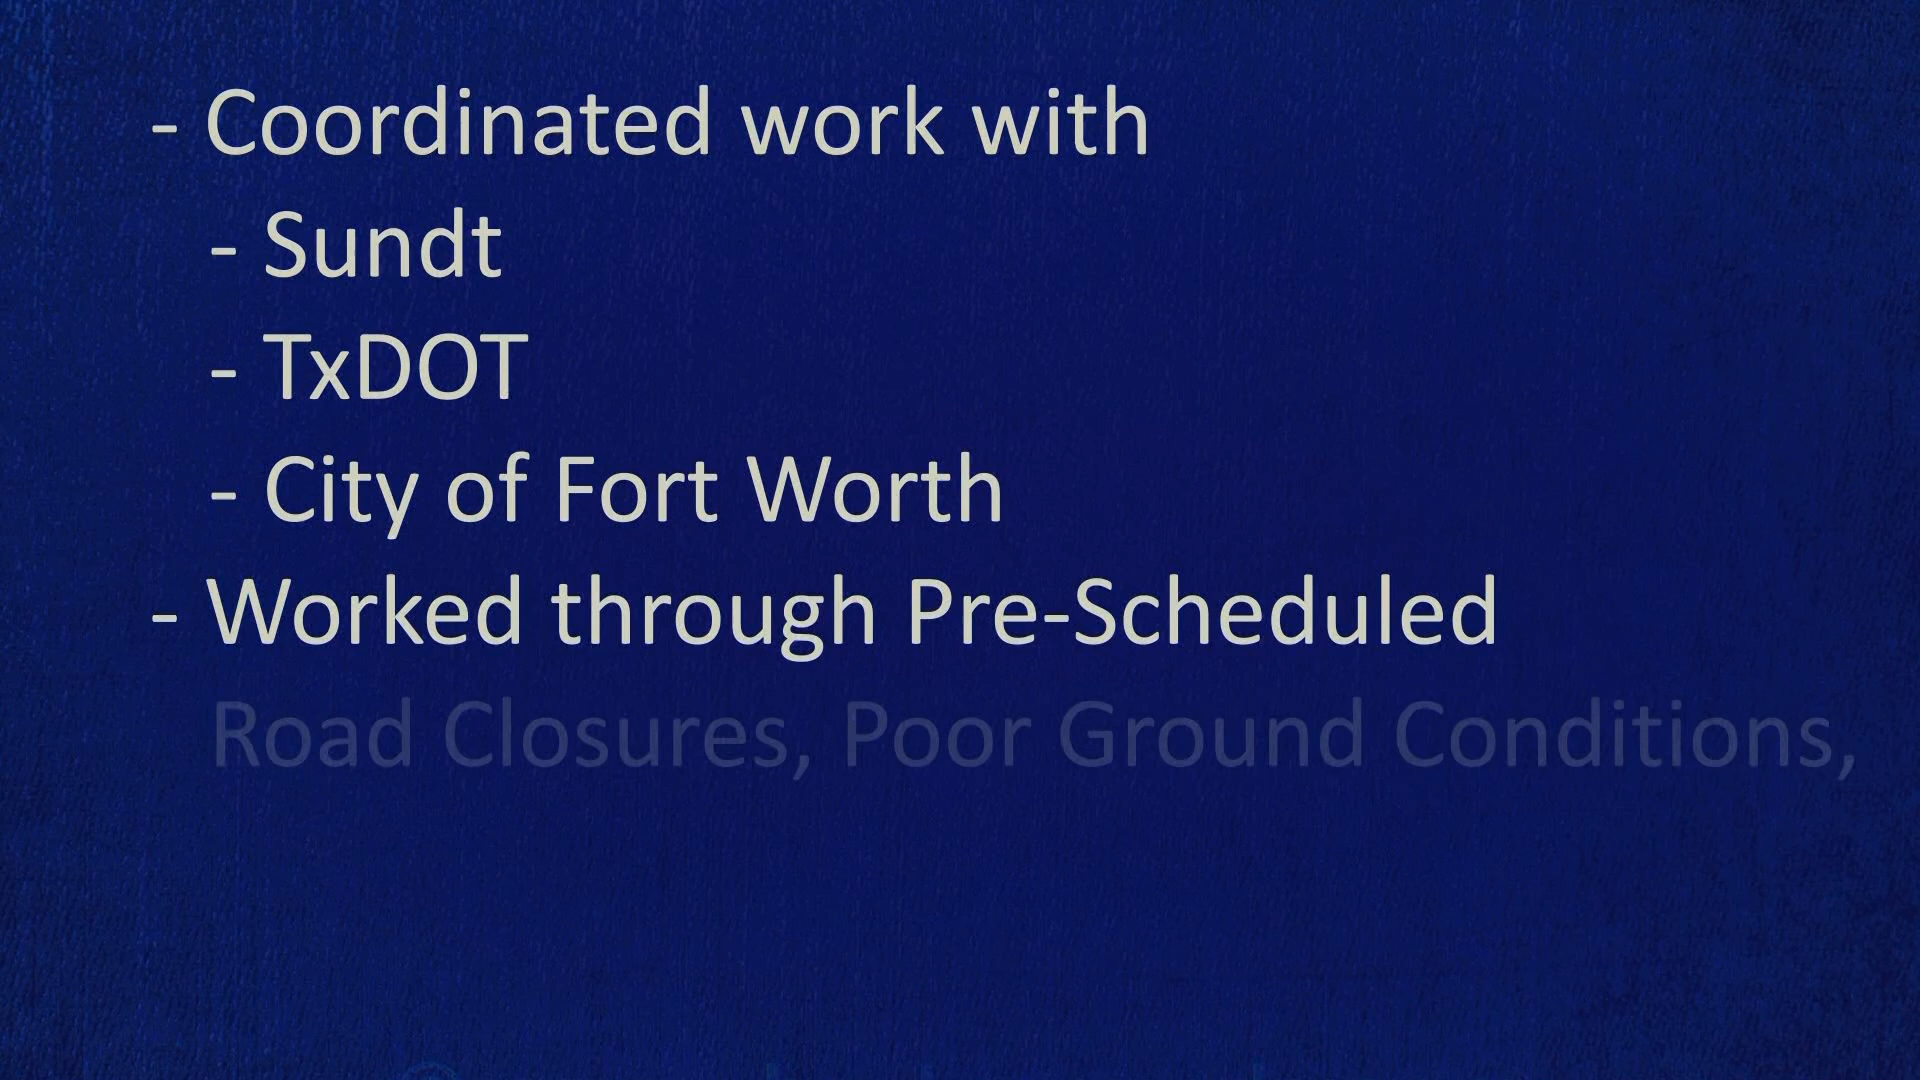 - Coordinated work with
- Sundt
- TxDOT
- City of Fort Worth
- Worked through Pre-Scheduled
Road Closures, Poor Ground Conditions,